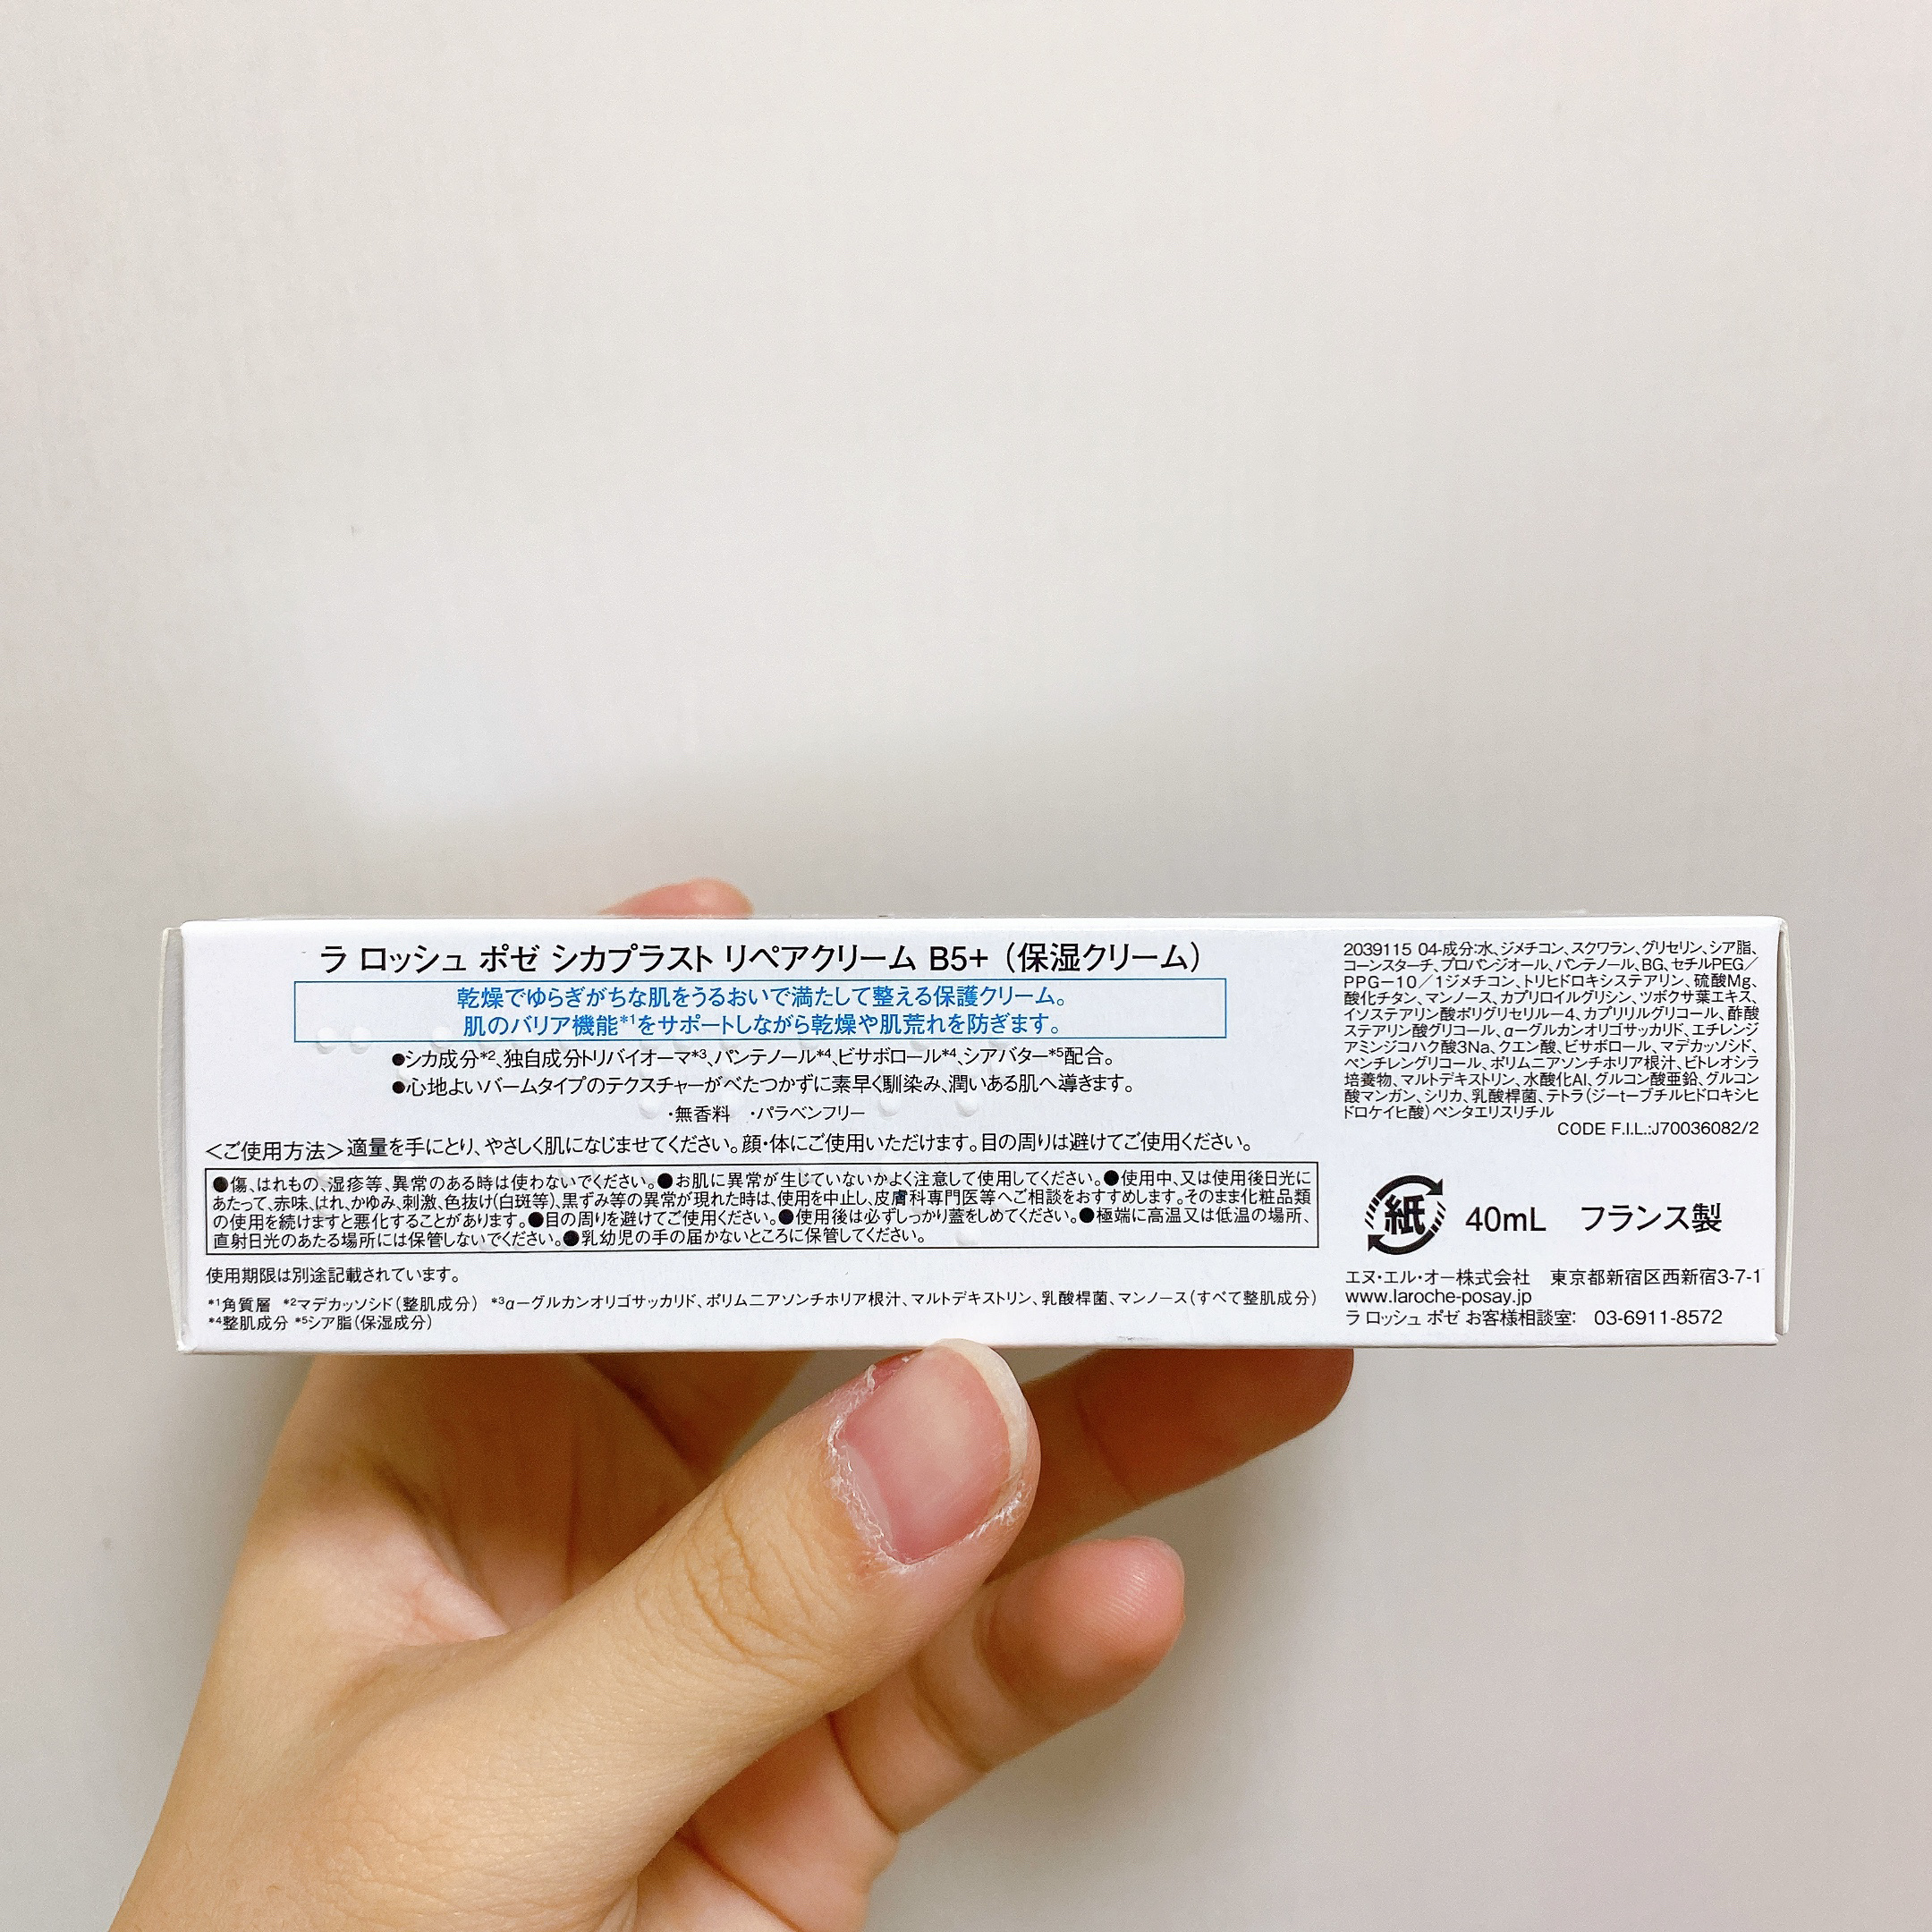 ラ ロッシュ ポゼ シカプラスト リペアクリーム B5+（保湿クリーム）
乾燥でゆらぎがちな肌をうるおいで満たして整える保護クリーム。
肌のバリア機能*1をサポートしながら乾燥や肌荒れを防ぎます。
●シカ成分*2、独自成分トリバイオーマ*3、パンテノール*4、ビサボロール*4、シアバター*5配合。
●心地よいバームタイプのテクスチャーがべたつかずに素早く馴染み、潤いある肌へ導きます。
・無香料 ・パラベンフリー
＜ご使用方法＞適量を手にとり、やさしく肌になじませてください。顔・体にご使用いただけます。目の周りは避けてご使用ください。
●傷、はれもの、湿疹等、異常のある時は使わないでください。●お肌に異常が生じていないかよく注意して使用してください。●使用中、又は使用後日光に
あたって、赤味、はれ、かゆみ、刺激、色抜け(白斑等)、黒ずみ等の異常が現れた時は、使用を中止し、皮膚科専門医等へご相談をおすすめします。そのまま化粧品類
の使用を続けますと悪化することがあります。●目の周りを避けてご使用ください。●使用後は必ずしっかり蓋をしめてください。●極端に高温又は低温の場所、
直射日光のあたる場所には保管しないでください。●乳幼児の手の届かないところに保管してください。
使用期限は別途記載されています。
*1角質層 *2マデカッソシド（整肌成分） *3α－グルカンオリゴサッカリド、ポリムニアソンチホリア根汁、マルトデキストリン、乳酸桿菌、マンノース（すべて整肌成分）
*4整肌成分 *5シア脂（保湿成分）
2039115 04-成分:水、ジメチコン、スクワラン、グリセリン、シア脂、
コーンスターチ、プロパンジオール、パンテノール、BG、セチルPEG／
PPG－10／1ジメチコン、トリヒドロキシステアリン、硫酸Mg、
酸化チタン、マンノース、カプリロイルグリシン、ツボクサ葉エキス、
イソステアリン酸ポリグリセリル－4、カプリリルグリコール、酢酸
ステアリン酸グリコール、α－グルカンオリゴサッカリド、エチレンジ
アミンジコハク酸3Na、クエン酸、ビサボロール、マデカッソシド、
ペンチレングリコール、ポリムニアソンチホリア根汁、ビトレオシラ
培養物、マルトデキストリン、水酸化Al、グルコン酸亜鉛、グルコン
酸マンガン、シリカ、乳酸桿菌、テトラ（ジ－t－ブチルヒドロキシヒ
ドロケイヒ酸）ペンタエリスリチル
CODE F.I.L.:J70036082/2
紙 40mL フランス製
エヌ・エル・オー株式会社 東京都新宿区西新宿3-7-1
www.laroche-posay.jp
ラ ロッシュ ポゼ お客様相談室: 03-6911-8572